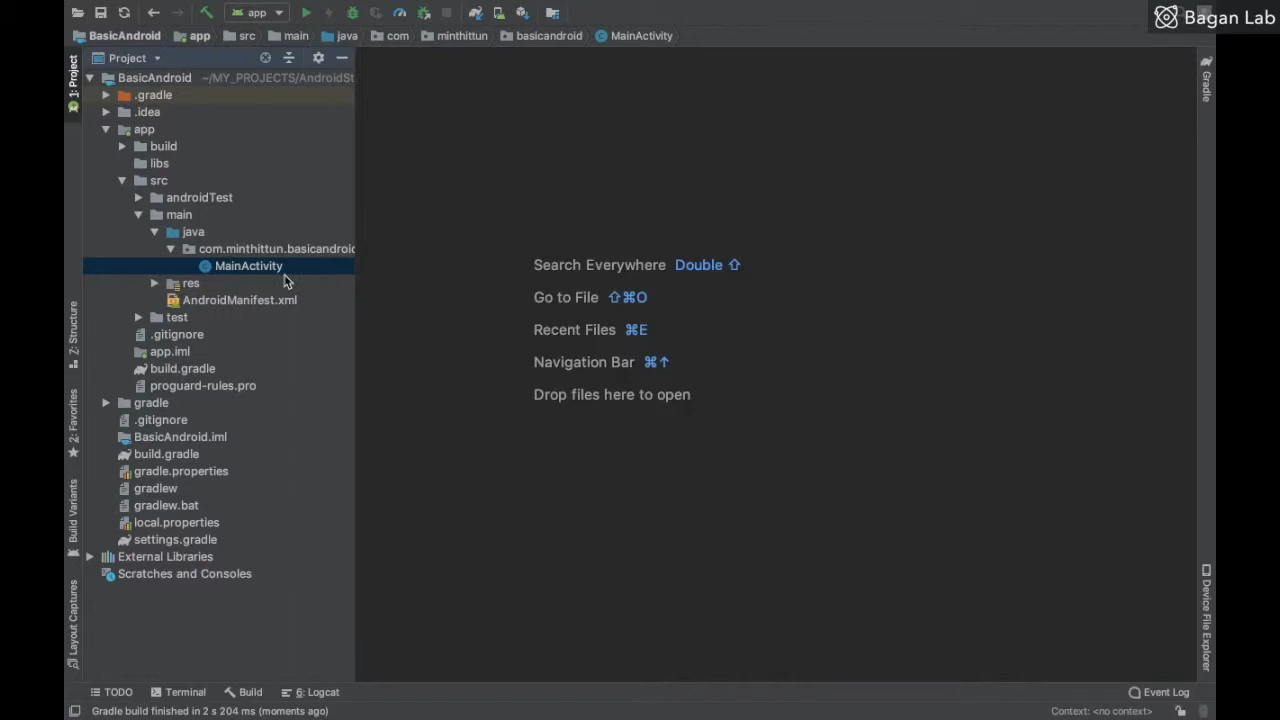 app
Bagan Lab
BasicAndroid app src main java com minthittun basicandroid MainActivity
1: Project
Project
BasicAndroid ~/MY_PROJECTS/AndroidSt
.gradle
.idea
app
build
libs
src
androidTest
main
java
com.minthittun.basicandroid
MainActivity
res
AndroidManifest.xml
test
.gitignore
app.iml
build.gradle
proguard-rules.pro
gradle
.gitignore
BasicAndroid.iml
build.gradle
gradle.properties
gradlew
gradlew.bat
local.properties
settings.gradle
External Libraries
Scratches and Consoles
Z: Structure
2: Favorites
Build Variants
Layout Captures
Search Everywhere Double ⇧
Go to File ⇧⌘O
Recent Files ⌘E
Navigation Bar ⌘↑
Drop files here to open
Gradle
Device File Explorer
TODO Terminal Build 6: Logcat Event Log
Gradle build finished in 2 s 204 ms (moments ago) Context: <no context>